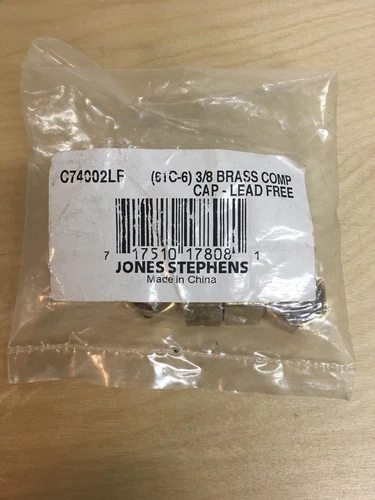 C74002LF (61C-6) 3/8 BRASS COMP
CAP - LEAD FREE
7 17510 17808 1
JONES STEPHENS
Made in China